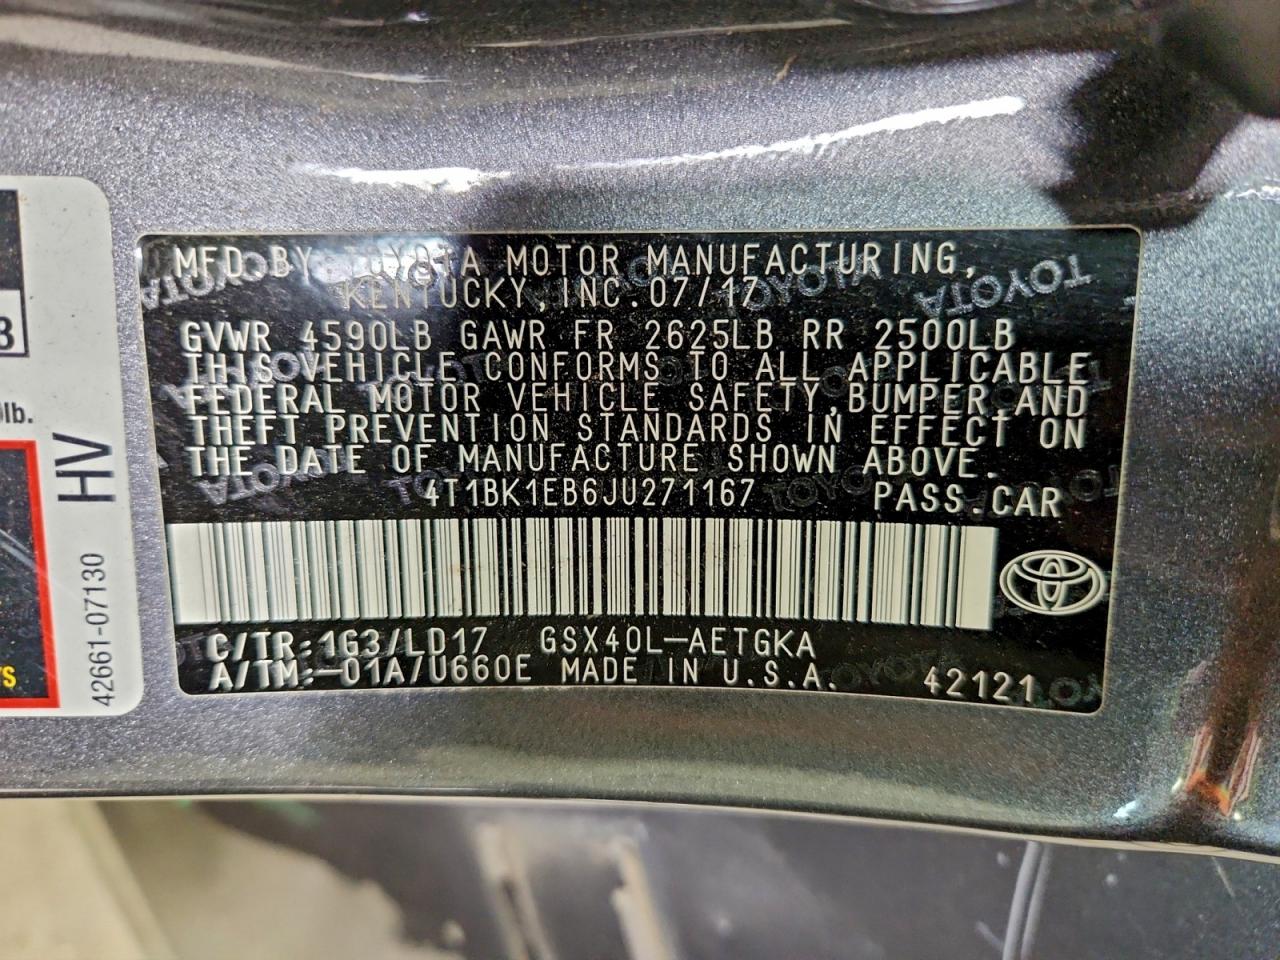 MFD.BY TOYOTA MOTOR MANUFACTURING,
KENTUCKY, INC. 07/17
GVWR 4590LB GAWR FR 2625LB RR 2500LB
THIS VEHICLE CONFORMS TO ALL APPLICABLE
FEDERAL MOTOR VEHICLE SAFETY, BUMPER, AND
THEFT PREVENTION STANDARDS IN EFFECT ON
THE DATE OF MANUFACTURE SHOWN ABOVE.
4T1BK1EB6JU271167 PASS.CAR
C/TR:1G3/LD17 GSX40L-AETGKA
A/TM:-01A/U660E MADE IN U.S.A. 42121
3
lb.
HV
42661-07130